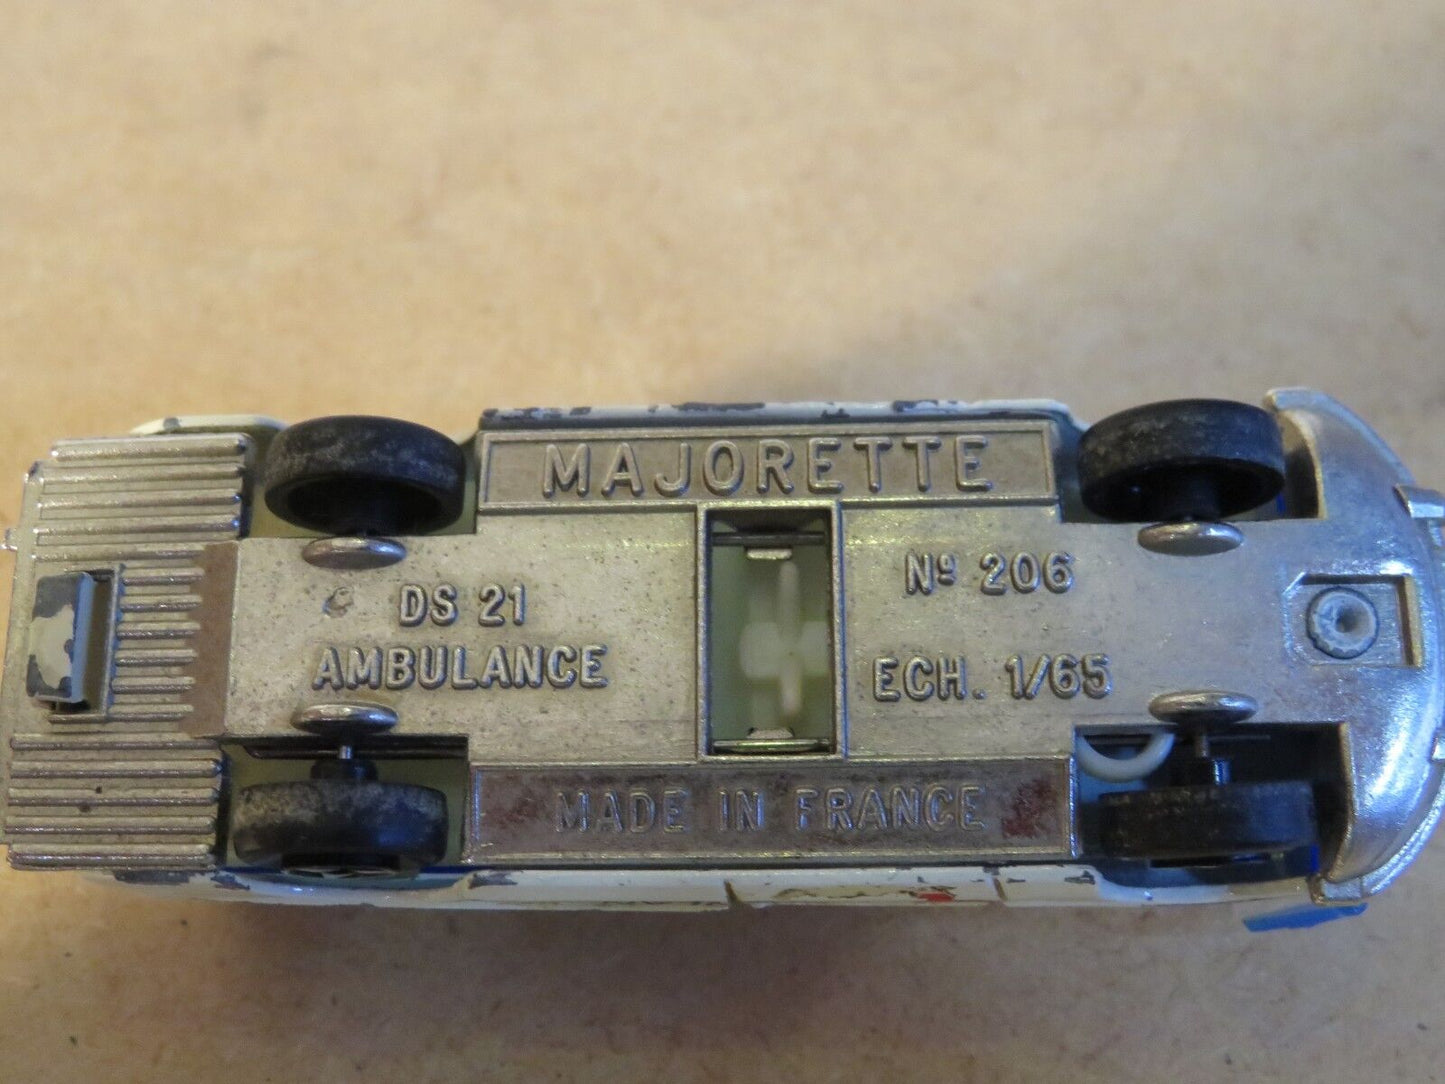 MAJORETTE
DS 21
AMBULANCE
Nº 206
ECH. 1/65
MADE IN FRANCE